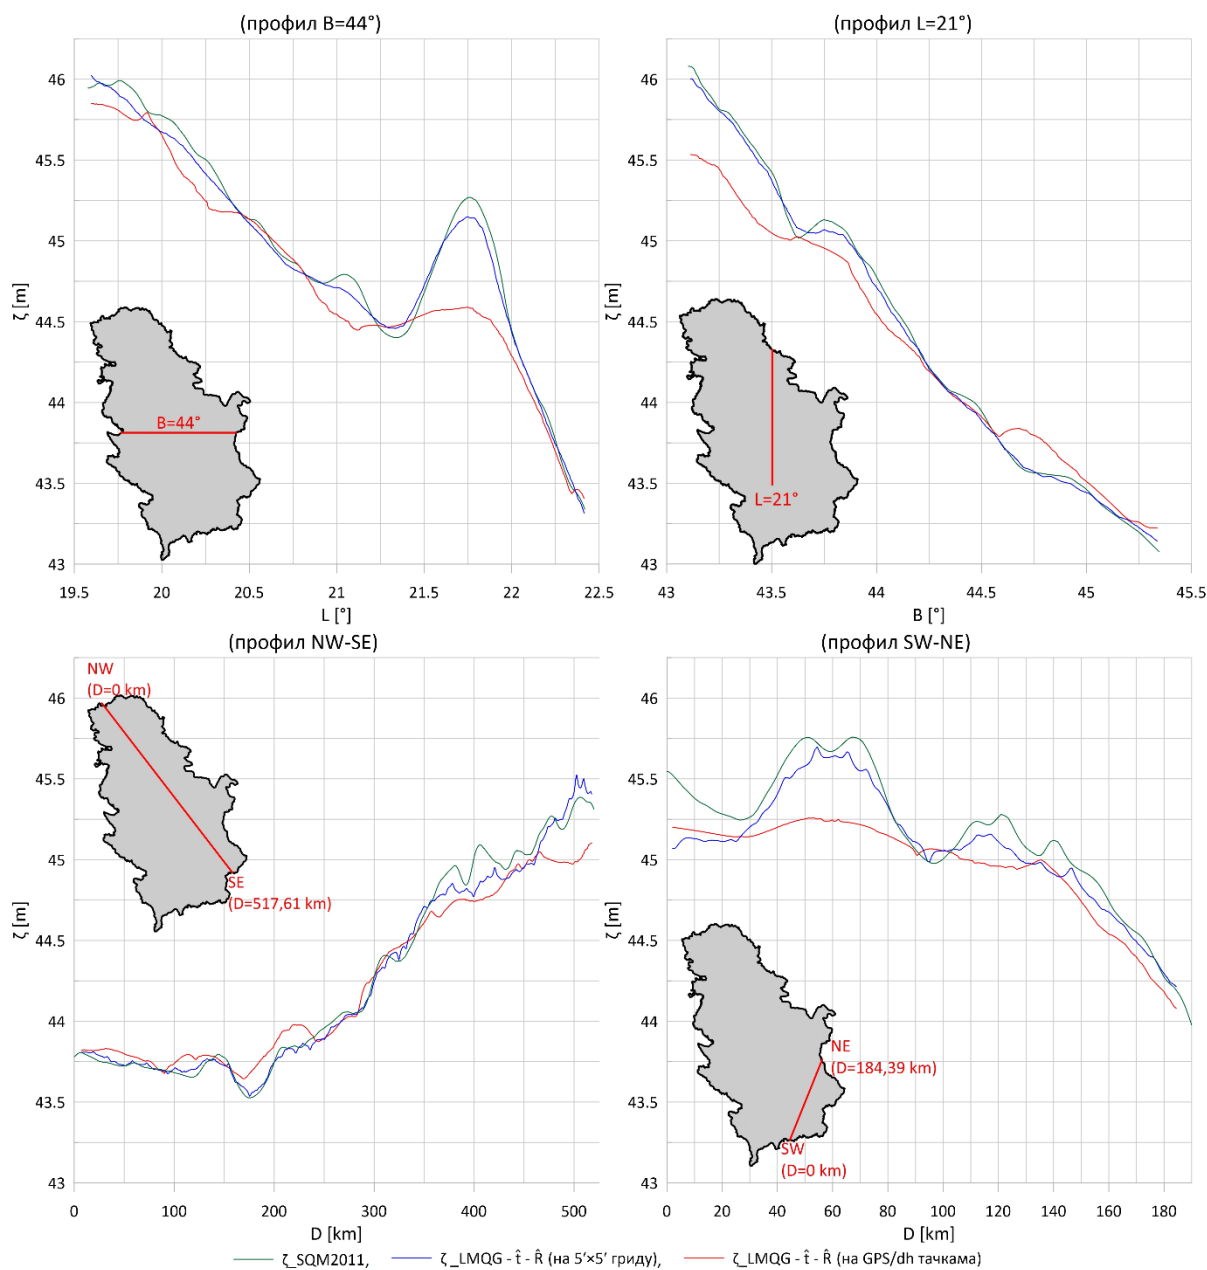 (профил B=44°)
46
45.5
45
44.5
44
43.5
43
ζ [m]
B=44°
19.5 20 20.5 21 21.5 22 22.5
L [°]
(профил L=21°)
46
45.5
45
44.5
44
43.5
43
ζ [m]
L=21°
43 43.5 44 44.5 45 45.5
B [°]
(профил NW-SE)
NW
(D=0 km)
46
45.5
45
44.5
44
43.5
43
ζ [m]
SE
(D=517,61 km)
0 100 200 300 400 500
D [km]
(профил SW-NE)
46
45.5
45
44.5
44
43.5
43
ζ [m]
NE
(D=184,39 km)
SW
(D=0 km)
0 20 40 60 80 100 120 140 160 180
D [km]
ζ_SQM2011, ζ_LMQG - t̂ - R̂ (на 5′×5′ гриду), ζ_LMQG - t̂ - R̂ (на GPS/dh тачкама)